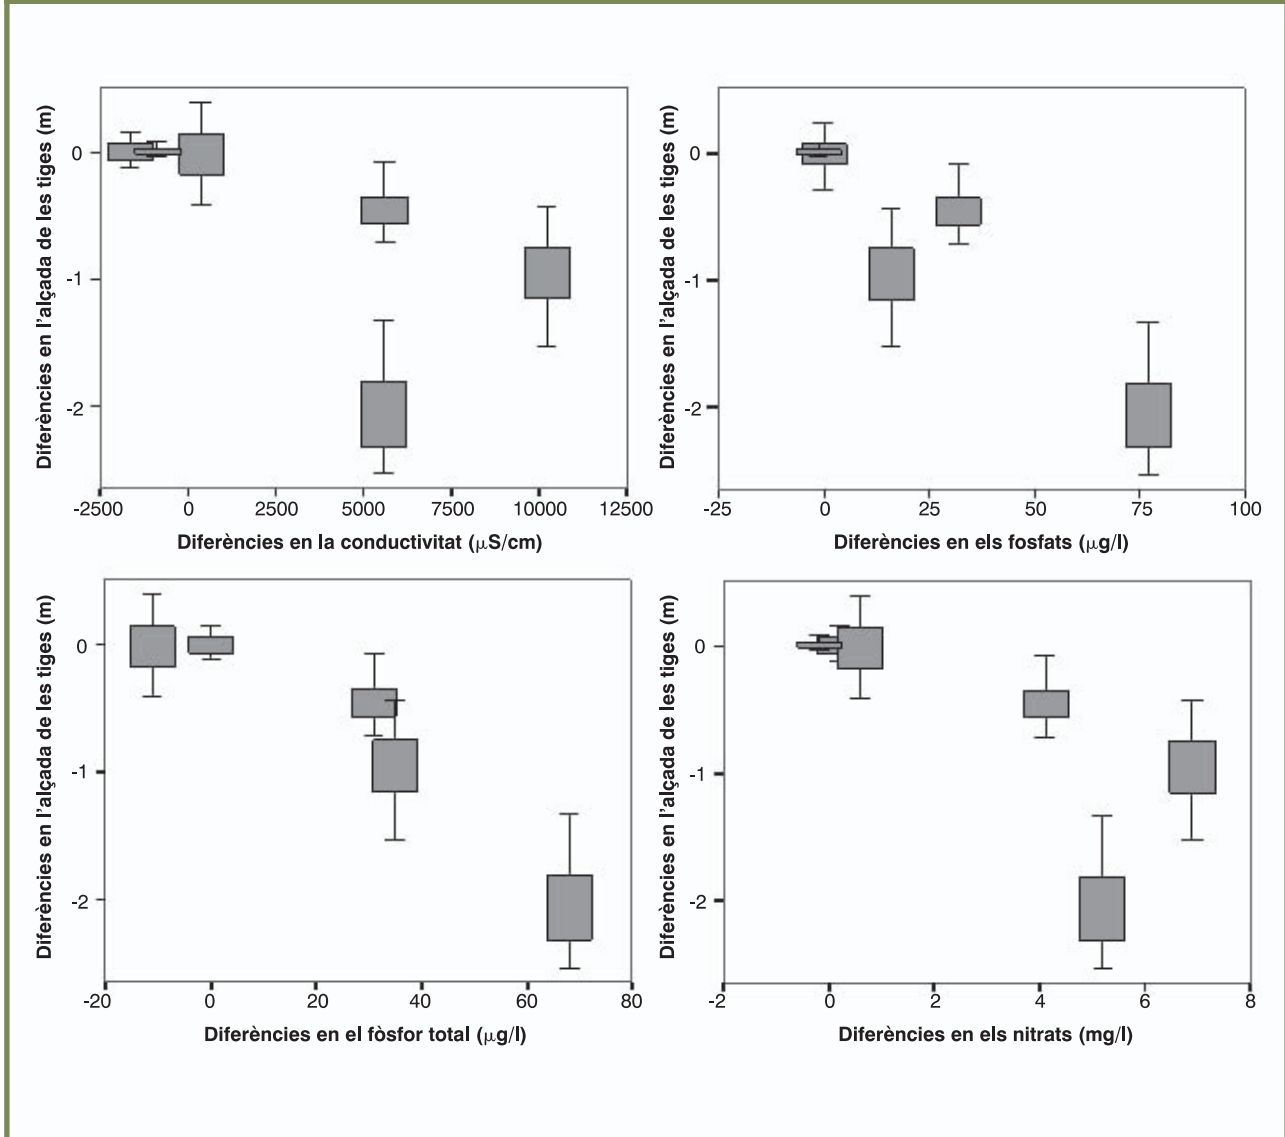 Diferències en l'alçada de les tiges (m)
0
-1
-2
-2500 0 2500 5000 7500 10000 12500
Diferències en la conductivitat (μS/cm)
Diferències en l'alçada de les tiges (m)
0
-1
-2
-25 0 25 50 75 100
Diferències en els fosfats (μg/l)
Diferències en l'alçada de les tiges (m)
0
-1
-2
-20 0 20 40 60 80
Diferències en el fòsfor total (μg/l)
Diferències en l'alçada de les tiges (m)
0
-1
-2
-2 0 2 4 6 8
Diferències en els nitrats (mg/l)